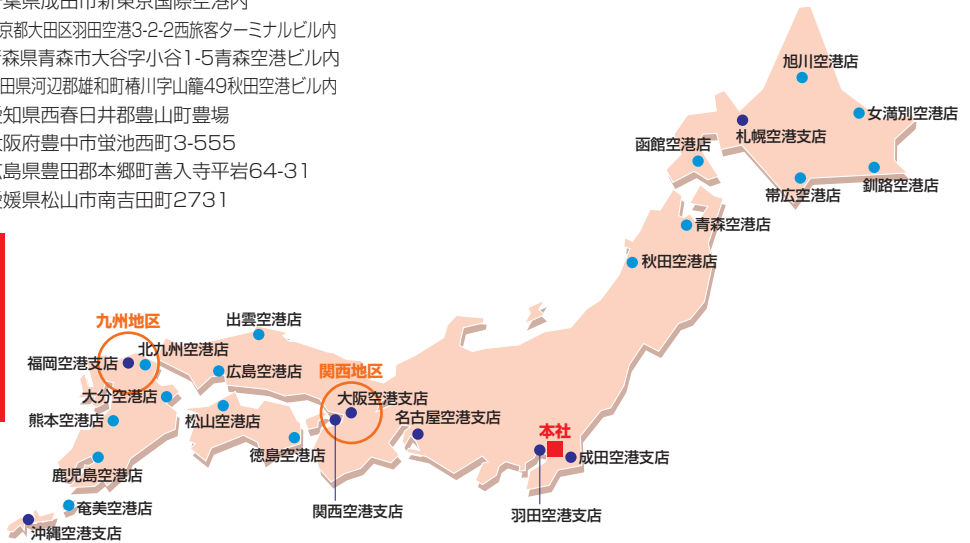 千葉県成田市新東京国際空港内
京都大田区羽田空港3-2-2西旅客ターミナルビル内
青森県青森市大谷字小谷1-5青森空港ビル内
田県河辺郡雄和町椿川字山籠49秋田空港ビル内
愛知県西春日井郡豊山町豊場
大阪府豊中市蛍池西町3-555
広島県豊田郡本郷町善入寺平岩64-31
愛媛県松山市南吉田町2731
旭川空港店
女満別空港店
札幌空港支店
函館空港店
釧路空港店
帯広空港店
青森空港店
秋田空港店
九州地区
出雲空港店
北九州空港店
福岡空港支店
広島空港店
関西地区
大分空港店
大阪空港支店
熊本空港店
松山空港店
名古屋空港支店
本社
徳島空港店
成田空港支店
鹿児島空港店
奄美空港店
関西空港支店
羽田空港支店
沖縄空港支店